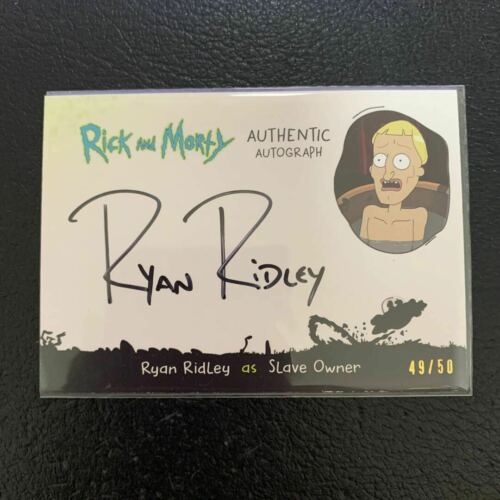 Rick and Morty
AUTHENTIC
AUTOGRAPH
RYAN RIDLEY
Ryan Ridley as Slave Owner
49/50